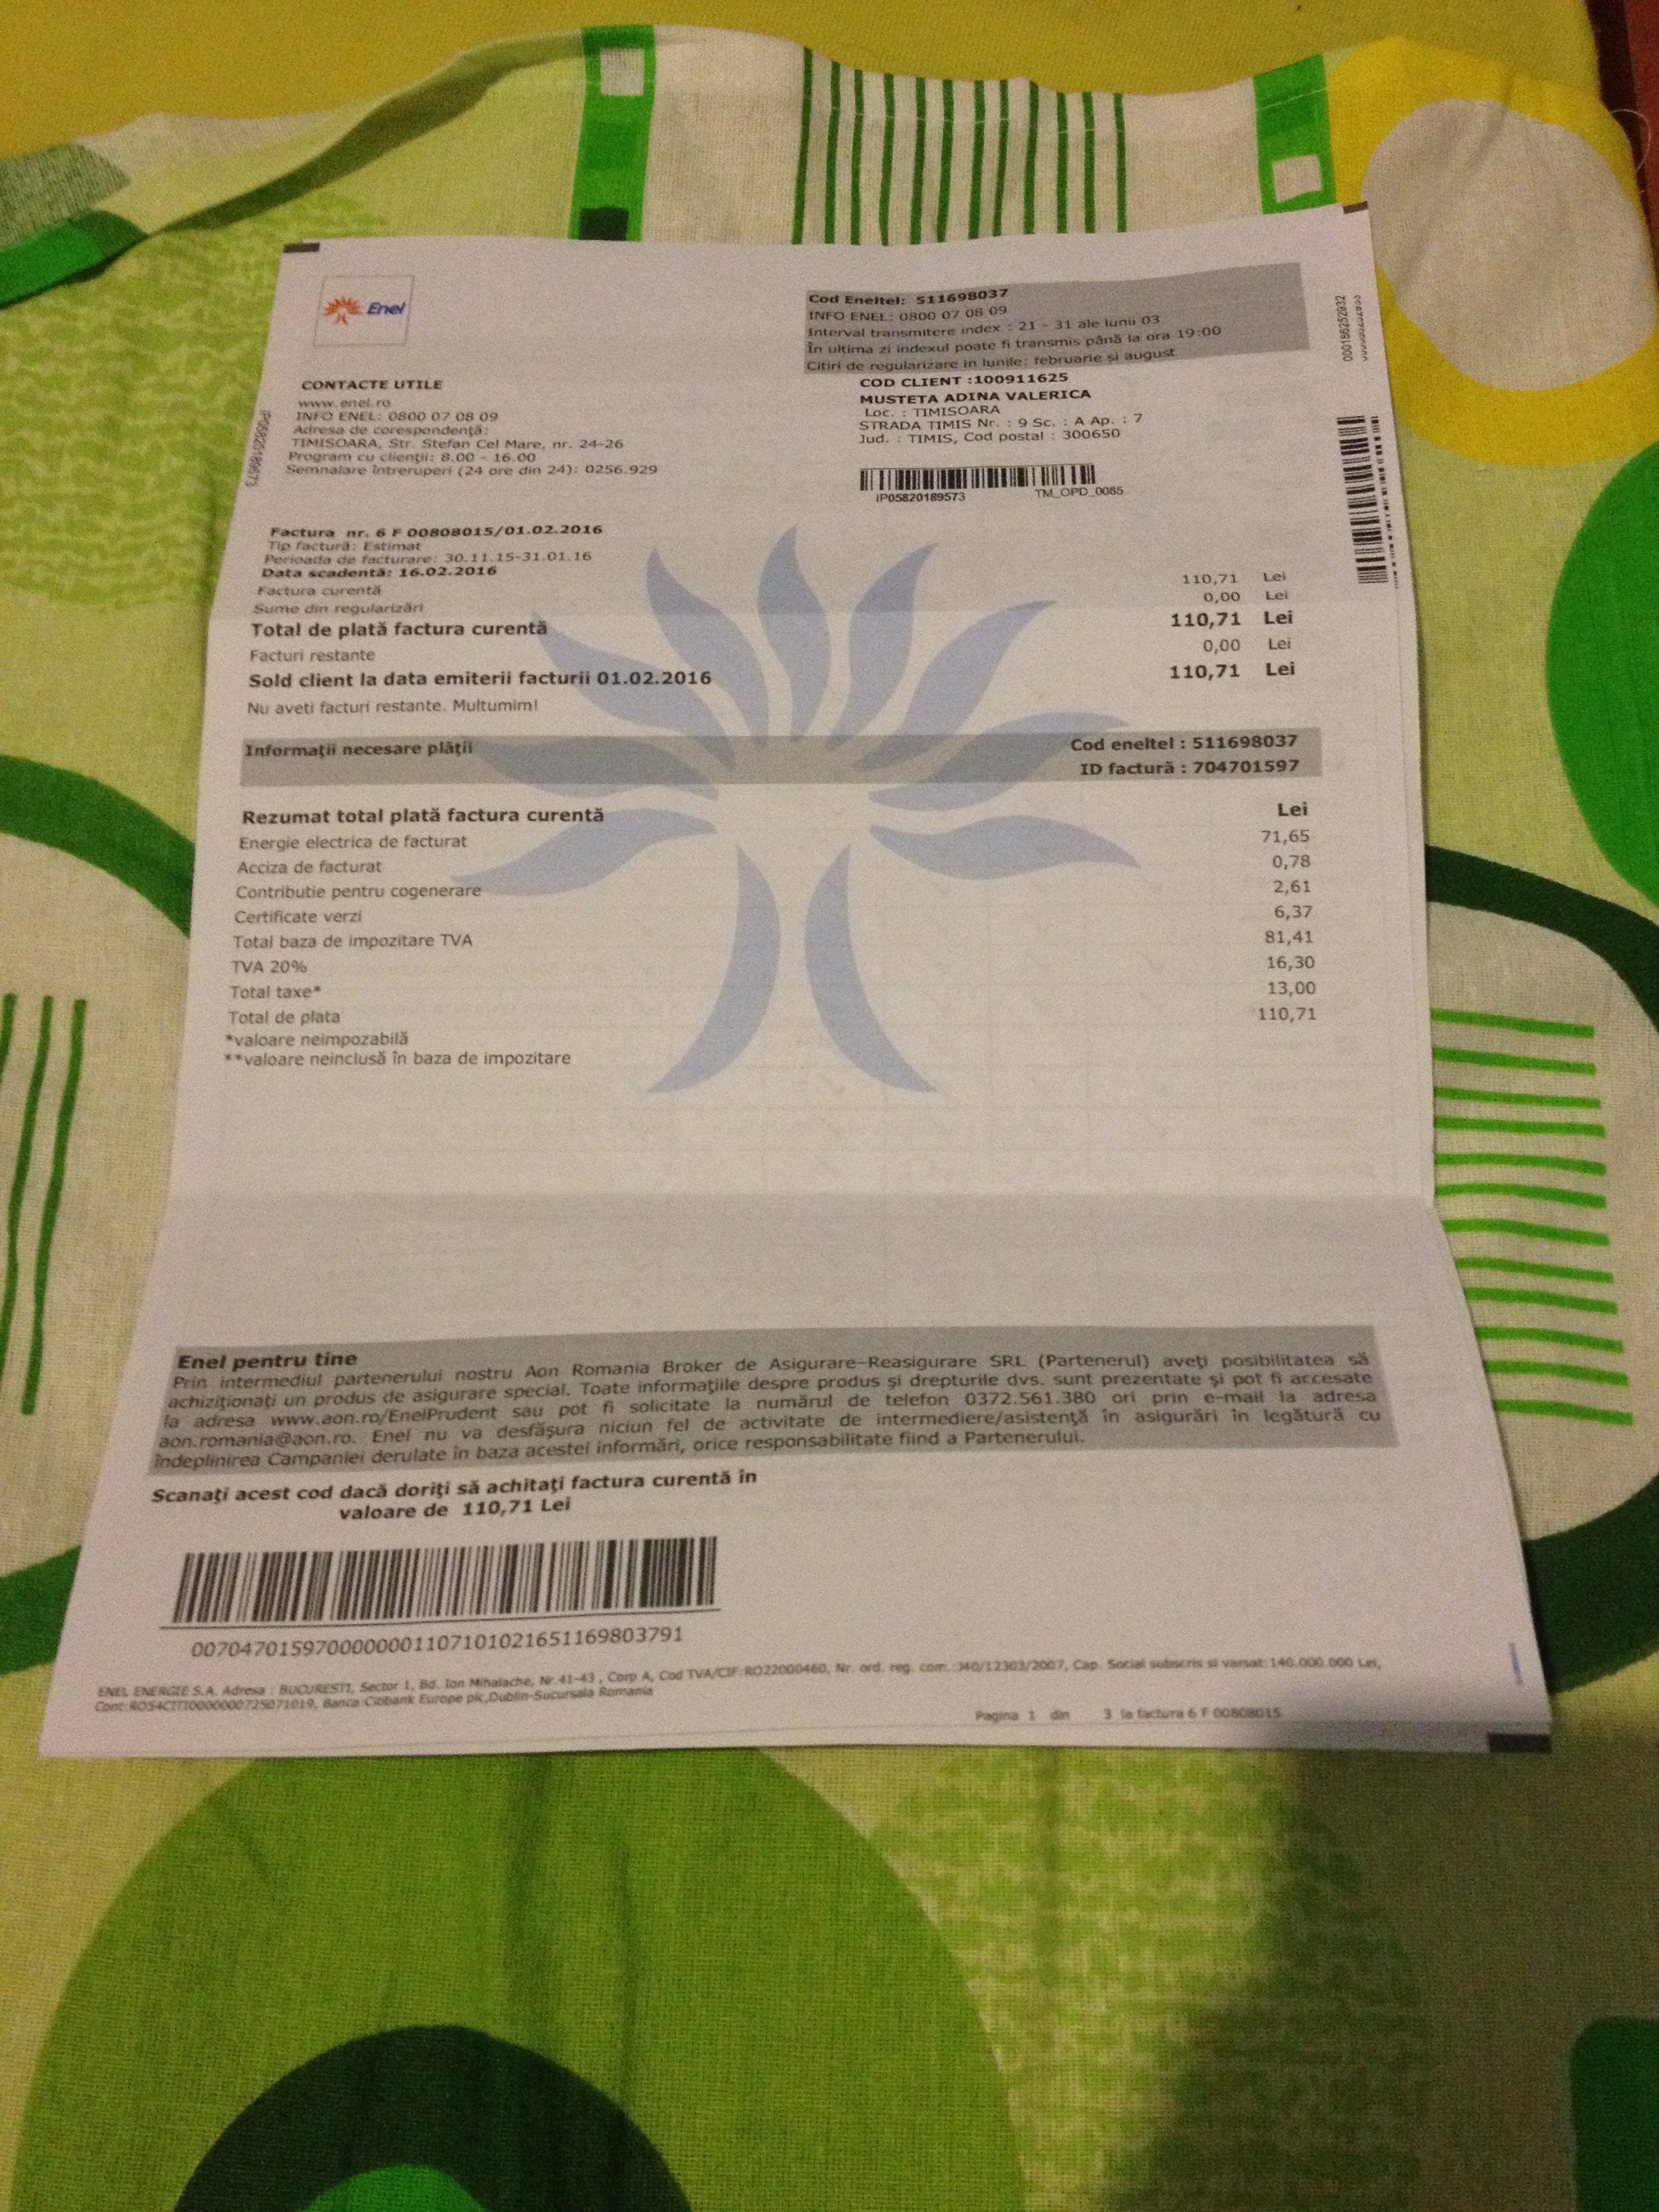 Enel
Cod Eneltel: 511698037
INFO ENEL: 0800 07 08 09
Interval transmitere index : 21 - 31 ale lunii 03
În ultima zi indexul poate fi transmis până la ora 19:00
Citiri de regularizare in lunile: februarie si august
CONTACTE UTILE
www.enel.ro
INFO ENEL: 0800 07 08 09
Adresa de corespondenţă:
TIMISOARA, Str. Stefan Cel Mare, nr. 24-26
Program cu clienţii: 8.00 - 16.00
Semnalare întreruperi (24 ore din 24): 0256.929
COD CLIENT :100911625
MUSTETA ADINA VALERICA
Loc. : TIMISOARA
STRADA TIMIS Nr. : 9 Sc. : A Ap. : 7
Jud. : TIMIS, Cod postal : 300650
IP05820189573 TM_OPD_0085
IP05820189573
000186252932
Factura nr. 6 F 00808015/01.02.2016
Tip factură: Estimat
Perioada de facturare: 30.11.15-31.01.16
Data scadentă: 16.02.2016
Factura curentă 110,71 Lei
Sume din regularizări 0,00 Lei
Total de plată factura curentă 110,71 Lei
Facturi restante 0,00 Lei
Sold client la data emiterii facturii 01.02.2016 110,71 Lei
Nu aveti facturi restante. Multumim!
Informaţii necesare plăţii Cod eneltel : 511698037
ID factură : 704701597
Rezumat total plată factura curentă Lei
Energie electrica de facturat 71,65
Acciza de facturat 0,78
Contributie pentru cogenerare 2,61
Certificate verzi 6,37
Total baza de impozitare TVA 81,41
TVA 20% 16,30
Total taxe* 13,00
Total de plata 110,71
*valoare neimpozabilă
**valoare neinclusă în baza de impozitare
Enel pentru tine
Prin intermediul partenerului nostru Aon Romania Broker de Asigurare-Reasigurare SRL (Partenerul) aveţi posibilitatea să
achiziţionaţi un produs de asigurare special. Toate informaţiile despre produs şi drepturile dvs. sunt prezentate şi pot fi accesate
la adresa www.aon.ro/EnelPrudent sau pot fi solicitate la numărul de telefon 0372.561.380 ori prin e-mail la adresa
aon.romania@aon.ro. Enel nu va desfăşura niciun fel de activitate de intermediere/asistenţă în asigurări în legătură cu
îndeplinirea Campaniei derulate în baza acestei informări, orice responsabilitate fiind a Partenerului.
Scanaţi acest cod dacă doriţi să achitaţi factura curentă în
valoare de 110,71 Lei
007047015970000000110710102165116980​3791
ENEL ENERGIE S.A. Adresa : BUCURESTI, Sector 1, Bd. Ion Mihalache, Nr.41-43 , Corp A, Cod TVA/CIF:RO22000460, Nr. ord. reg. com.:J40/12303/2007, Cap. Social subscris si varsat:140.000.000 Lei,
Cont:RO54CITI0000000725071019, Banca:Citibank Europe plc,Dublin-Sucursala Romania
Pagina 1 din 3 la factura 6 F 00808015